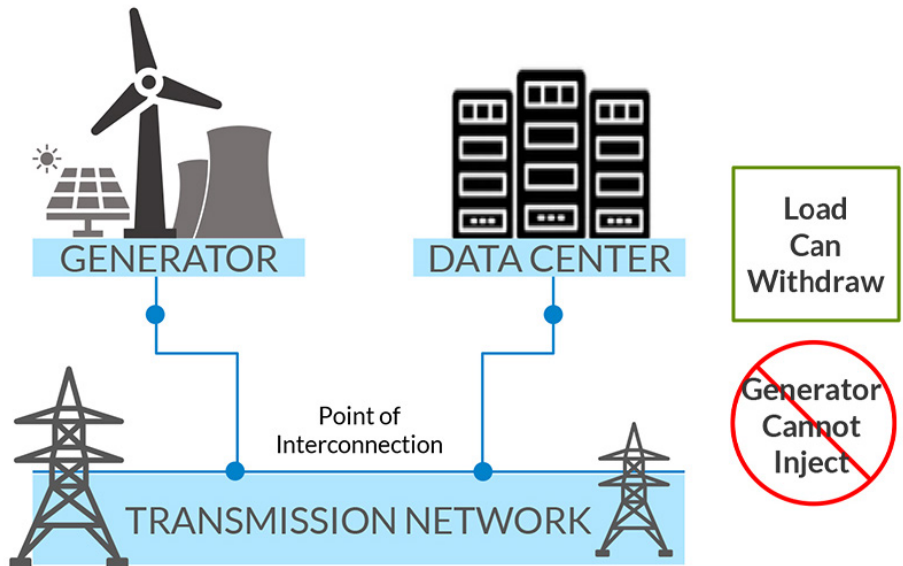 GENERATOR
DATA CENTER
Load
Can
Withdraw
Generator
Cannot
Inject
Point of
Interconnection
TRANSMISSION NETWORK